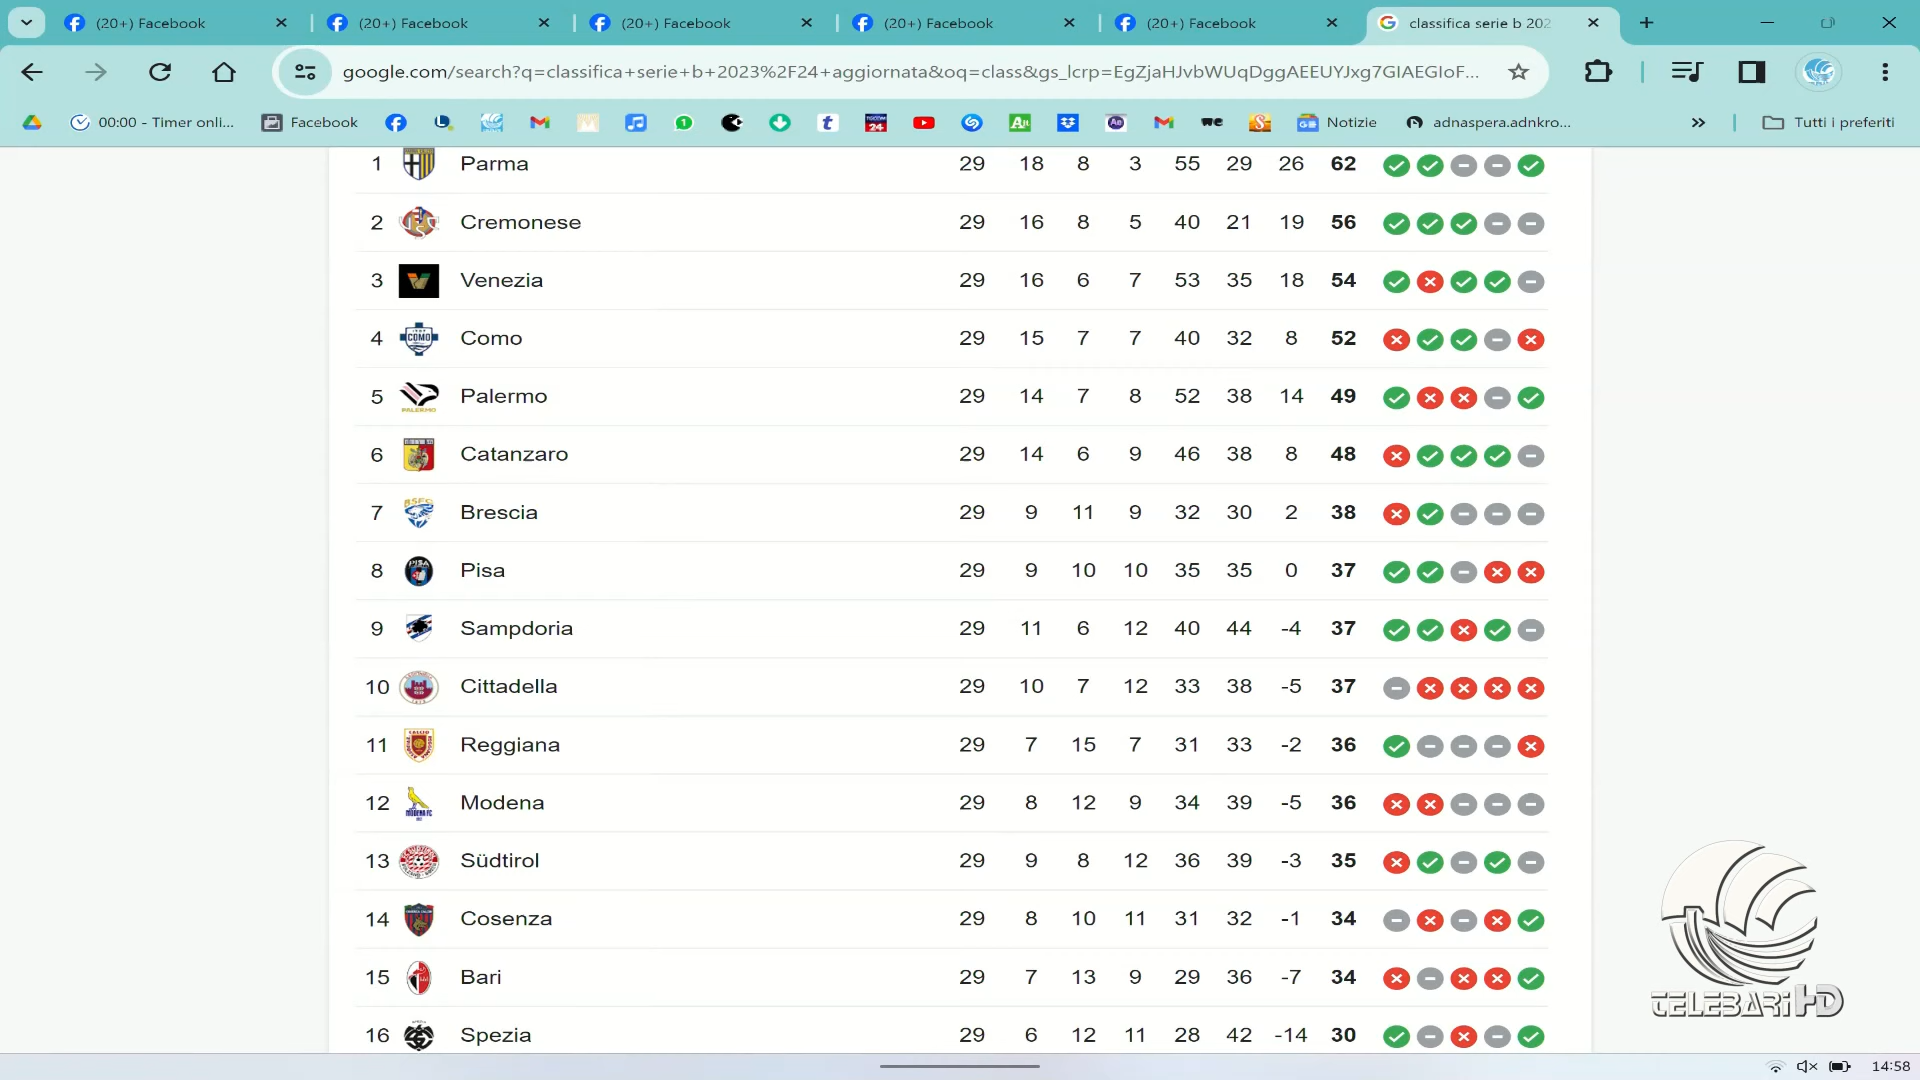 (20+) Facebook
(20+) Facebook
(20+) Facebook
(20+) Facebook
(20+) Facebook
classifica serie b 202
google.com/search?q=classifica+serie+b+2023%2F24+aggiornata&oq=class&gs_lcrp=EgZjaHJvbWUqDggAEEUYJxg7GIAEGIoF...
00:00 - Timer onli...
Facebook
Notizie
adnaspera.adnkro...
Tutti i preferiti
1 Parma 29 18 8 3 55 29 26 62
2 Cremonese 29 16 8 5 40 21 19 56
3 Venezia 29 16 6 7 53 35 18 54
4 Como 29 15 7 7 40 32 8 52
5 Palermo 29 14 7 8 52 38 14 49
6 Catanzaro 29 14 6 9 46 38 8 48
7 Brescia 29 9 11 9 32 30 2 38
8 Pisa 29 9 10 10 35 35 0 37
9 Sampdoria 29 11 6 12 40 44 -4 37
10 Cittadella 29 10 7 12 33 38 -5 37
11 Reggiana 29 7 15 7 31 33 -2 36
12 Modena 29 8 12 9 34 39 -5 36
13 Südtirol 29 9 8 12 36 39 -3 35
14 Cosenza 29 8 10 11 31 32 -1 34
15 Bari 29 7 13 9 29 36 -7 34
16 Spezia 29 6 12 11 28 42 -14 30
TELEBARI HD
14:58